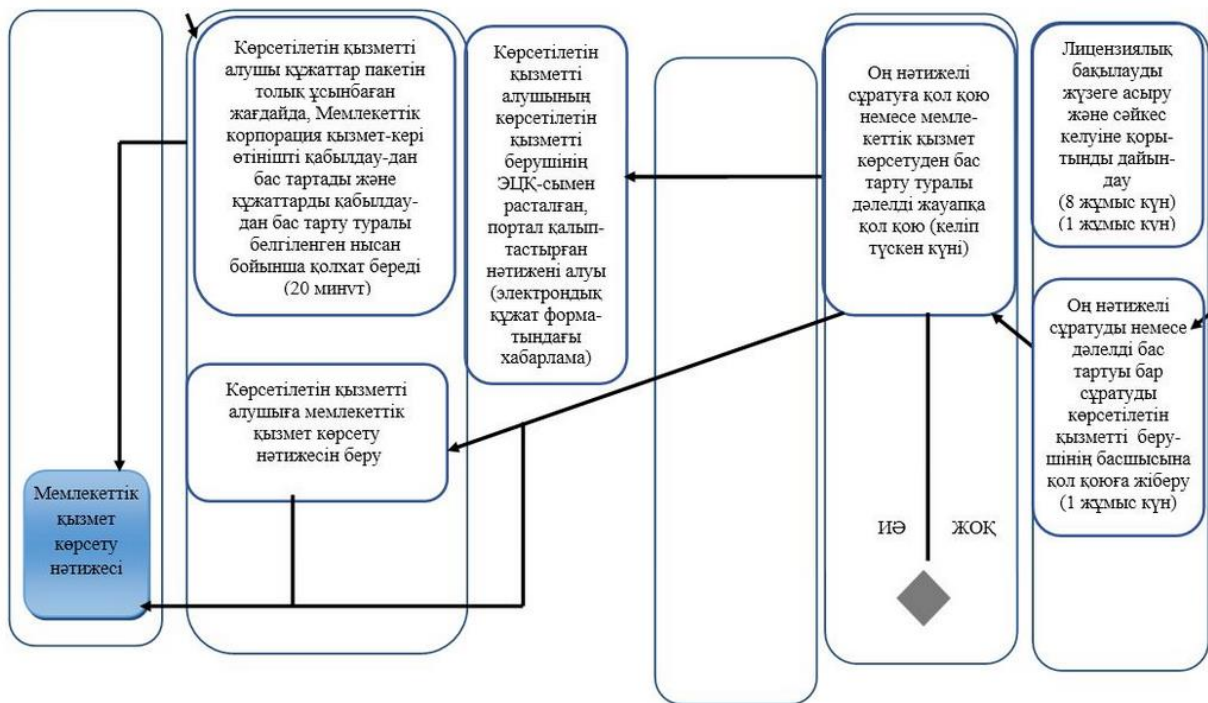 Көрсетілетін қызметті
алушы құжаттар пакетін
толық ұсынбаған
жағдайда, Мемлекеттік
корпорация қызмет-кері
өтінішті қабылдау-дан
бас тартады және
құжаттарды қабылдау-
дан бас тарту туралы
белгіленген нысан
бойынша қолхат береді
(20 минут)
Көрсетілетін
қызметті
алушының
көрсетілетін
қызметті
берушінің
ЭЦҚ-сымен
расталған,
портал қалып-
тастырған
нәтижені алуы
(электрондық
құжат форма-
тындағы
хабарлама)
Оң нәтижелі
сұратуға қол қою
немесе мемле-
кеттік қызмет
көрсетуден бас
тарту туралы
дәлелді жауапқа
қол қою (келіп
түскен күні)
Лицензиялық
бақылауды
жүзеге асыру
және сәйкес
келуіне қоры-
тынды дайын-
дау
(8 жұмыс күн)
(1 жұмыс күн)
Оң нәтижелі
сұратуды немесе
дәлелді бас
тартуы бар
сұратуды
көрсетілетін
қызметті беру-
шінің басшысына
қол қоюға жіберу
(1 жұмыс күн)
Көрсетілетін қызметті
алушыға мемлекеттік
қызмет көрсету
нәтижесін беру
Мемлекеттік
қызмет
көрсету
нәтижесі
ИӘ ЖОҚ